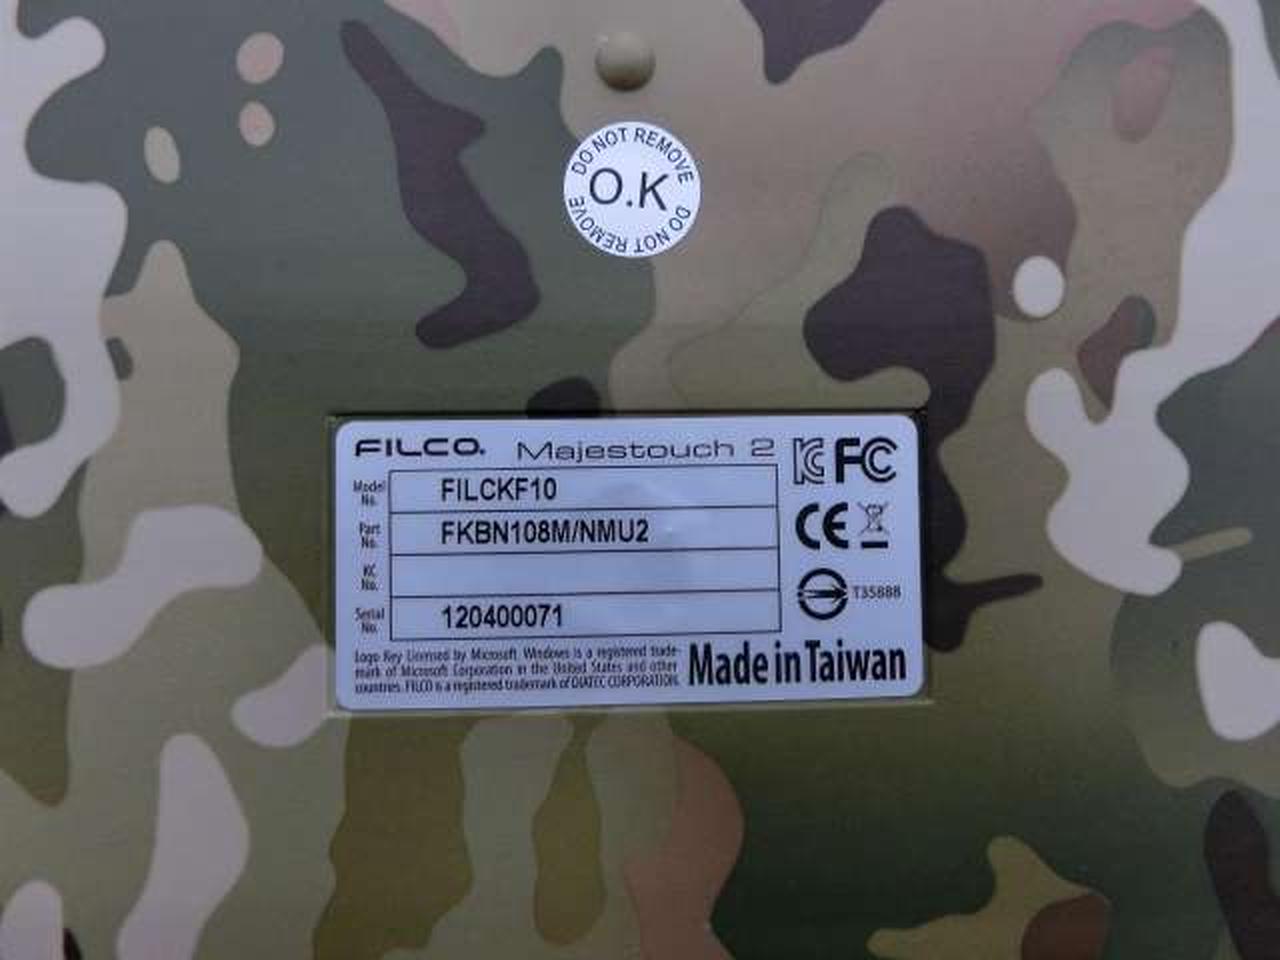 DO NOT REMOVE
O.K
DO NOT REMOVE
FILCO. Majestouch 2
FC
Model No. FILCKF10
Part No. FKBN108M/NMU2
CE
KC No.
T35888
Serial No. 120400071
Logo Key Licensed by Microsoft. Windows is a registered trade-
mark of Microsoft Corporation in the United States and other
countries. FILCO is a registered trademark of DIATEC CORPORATION.
Made in Taiwan